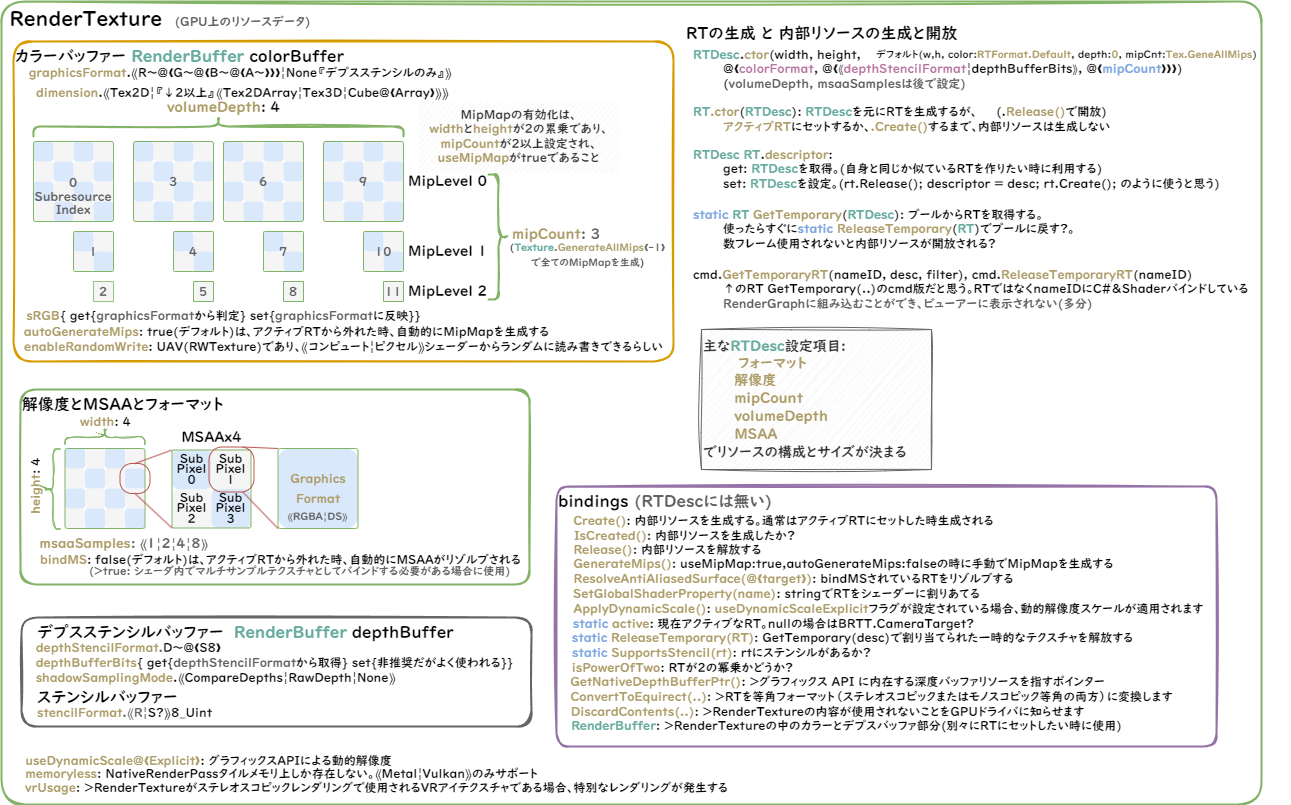 RenderTexture (GPU上のリソースデータ)
カラーバッファー RenderBuffer colorBuffer
graphicsFormat.⟪R～@❰G～@❰B～@❰A～❱❱❱¦None『デプスステンシルのみ』⟫
dimension.⟪Tex2D¦『↓2以上』⟪Tex2DArray¦Tex3D¦Cube@❰Array❱⟫⟫
volumeDepth: 4
MipMapの有効化は、
widthとheightが2の累乗であり、
mipCountが2以上設定され、
useMipMapがtrueであること
0
Subresource
Index
3
6
9
MipLevel 0
1
4
7
10
MipLevel 1
2
5
8
11
MipLevel 2
mipCount: 3
(Texture.GenerateAllMips❰-1❱
で全てのMipMapを生成)
sRGB{ get{graphicsFormatから判定} set{graphicsFormatに反映}}
autoGenerateMips: true(デフォルト)は、アクティブRTから外れた時、自動的にMipMapを生成する
enableRandomWrite: UAV(RWTexture)であり、⟪コンピュート¦ピクセル⟫シェーダーからランダムに読み書きできるらしい
解像度とMSAAとフォーマット
width: 4
height: 4
MSAAx4
Sub
Pixel
0
Sub
Pixel
1
Sub
Pixel
2
Sub
Pixel
3
Graphics
Format
⟪RGBA¦DS⟫
msaaSamples: ⟪1¦2¦4¦8⟫
bindMS: false(デフォルト)は、アクティブRTから外れた時、自動的にMSAAがリゾルブされる
(>true: シェーダ内でマルチサンプルテクスチャとしてバインドする必要がある場合に使用)
デプスステンシルバッファー RenderBuffer depthBuffer
depthStencilFormat.D～@❰S8❱
depthBufferBits{ get{depthStencilFormatから取得} set{非推奨だがよく使われる}}
shadowSamplingMode.⟪CompareDepths¦RawDepth¦None⟫
ステンシルバッファー
stencilFormat.⟪R¦S?⟫8_Uint
useDynamicScale@❰Explicit❱: グラフィックスAPIによる動的解像度
memoryless: NativeRenderPassタイルメモリ上しか存在しない。⟪Metal¦Vulkan⟫のみサポート
vrUsage: >RenderTextureがステレオスコピックレンダリングで使用されるVRアイテクスチャである場合、特別なレンダリングが発生する
RTの生成 と 内部リソースの生成と開放
RTDesc.ctor(width, height, デフォルト(w,h, color:RTFormat.Default, depth:0, mipCnt:Tex.GeneAllMips)
@❰colorFormat, @❰⟪depthStencilFormat¦depthBufferBits⟫, @❰mipCount❱❱❱)
(volumeDepth, msaaSamplesは後で設定)
RT.ctor(RTDesc): RTDescを元にRTを生成するが、 (.Release()で開放)
アクティブRTにセットするか、.Create()するまで、内部リソースは生成しない
RTDesc RT.descriptor:
get: RTDescを取得。(自身と同じか似ているRTを作りたい時に利用する)
set: RTDescを設定。(rt.Release(); descriptor = desc; rt.Create(); のように使うと思う)
static RT GetTemporary(RTDesc): プールからRTを取得する。
使ったらすぐにstatic ReleaseTemporary(RT)でプールに戻す?。
数フレーム使用されないと内部リソースが開放される?
cmd.GetTemporaryRT(nameID, desc, filter), cmd.ReleaseTemporaryRT(nameID)
↑のRT GetTemporary(..)のcmd版だと思う。RTではなくnameIDにC#＆Shaderバインドしている
RenderGraphに組み込むことができ、ビューアーに表示されない(多分)
主なRTDesc設定項目:
フォーマット
解像度
mipCount
volumeDepth
MSAA
でリソースの構成とサイズが決まる
bindings (RTDescには無い)
Create(): 内部リソースを生成する。通常はアクティブRTにセットした時生成される
IsCreated(): 内部リソースを生成したか?
Release(): 内部リソースを解放する
GenerateMips(): useMipMap:true,autoGenerateMips:falseの時に手動でMipMapを生成する
ResolveAntiAliasedSurface(@❰target❱): bindMSされているRTをリゾルブする
SetGlobalShaderProperty(name): stringでRTをシェーダーに割りあてる
ApplyDynamicScale(): useDynamicScaleExplicitフラグが設定されている場合、動的解像度スケールが適用されます
static active: 現在アクティブなRT。nullの場合はBRTT.CameraTarget?
static ReleaseTemporary(RT): GetTemporary(desc)で割り当てられた一時的なテクスチャを解放する
static SupportsStencil(rt): rtにステンシルがあるか?
isPowerOfTwo: RTが2の冪乗かどうか?
GetNativeDepthBufferPtr(): >グラフィックス API に内在する深度バッファリソースを指すポインター
ConvertToEquirect(..): >RTを等角フォーマット (ステレオスコピックまたはモノスコピック等角の両方) に変換します
DiscardContents(..): >RenderTextureの内容が使用されないことをGPUドライバに知らせます
RenderBuffer: >RenderTextureの中のカラーとデプスバッファ部分(別々にRTにセットしたい時に使用)